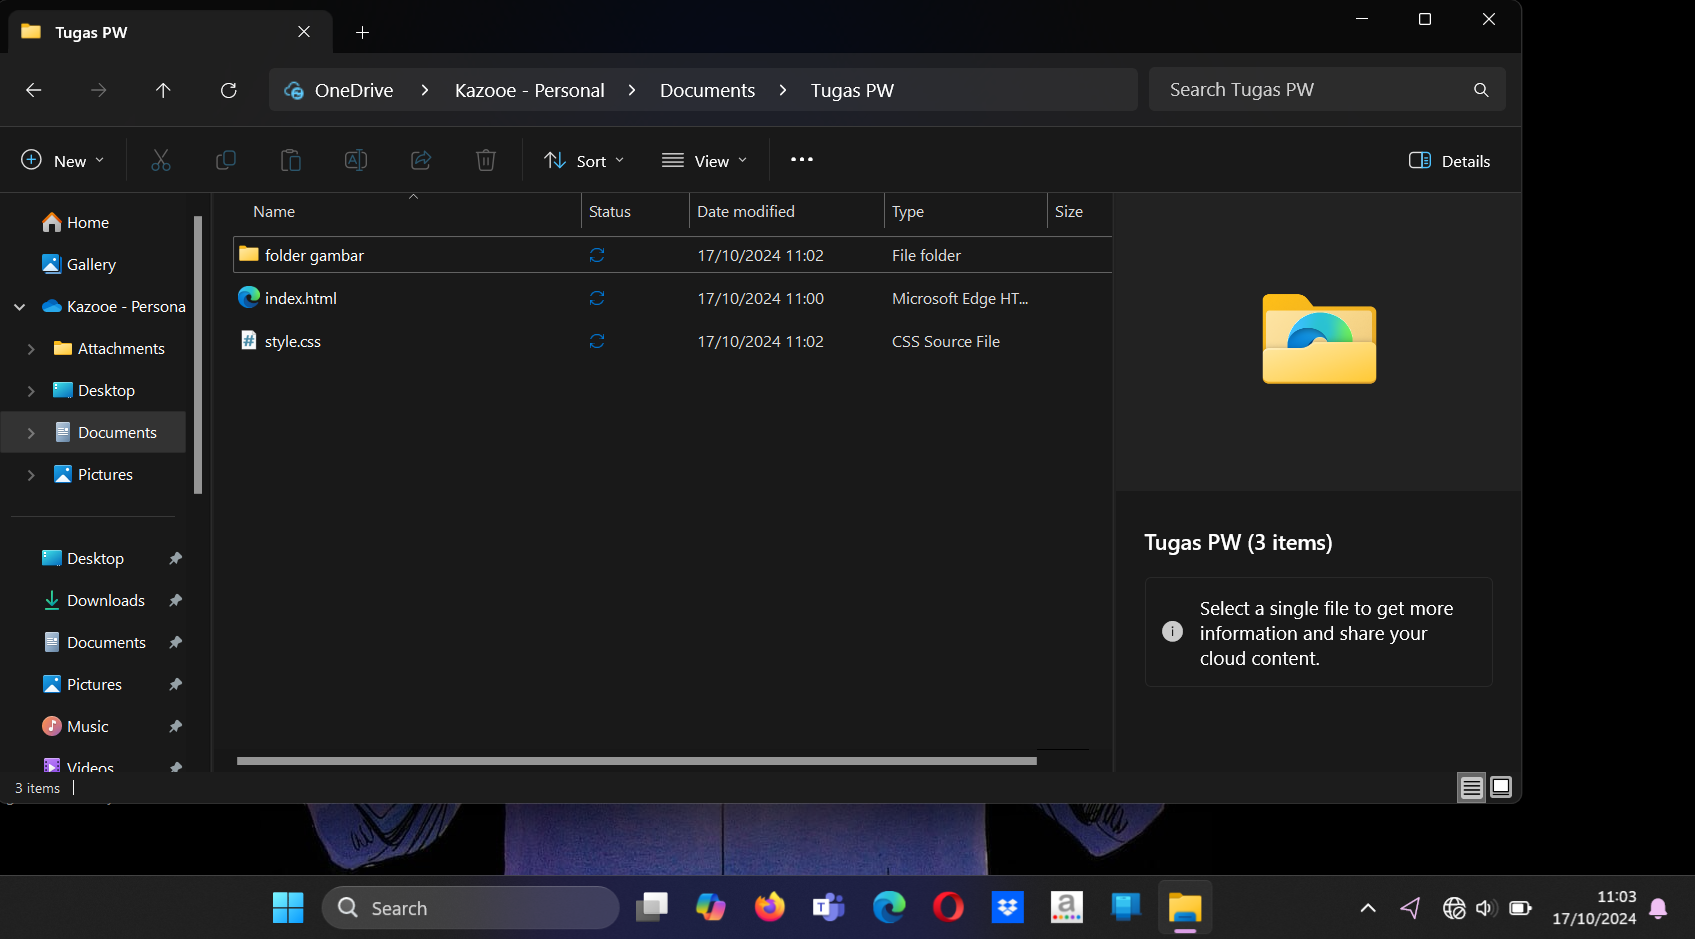 Tugas PW
OneDrive > Kazooe - Personal > Documents > Tugas PW
Search Tugas PW
New
Sort
View
Details
Name Status Date modified Type Size
folder gambar 17/10/2024 11:02 File folder
index.html 17/10/2024 11:00 Microsoft Edge HT...
style.css 17/10/2024 11:02 CSS Source File
Home
Gallery
Kazooe - Persona
Attachments
Desktop
Documents
Pictures
Desktop
Downloads
Documents
Pictures
Music
Videos
Tugas PW (3 items)
Select a single file to get more
information and share your
cloud content.
3 items
Search
11:03
17/10/2024